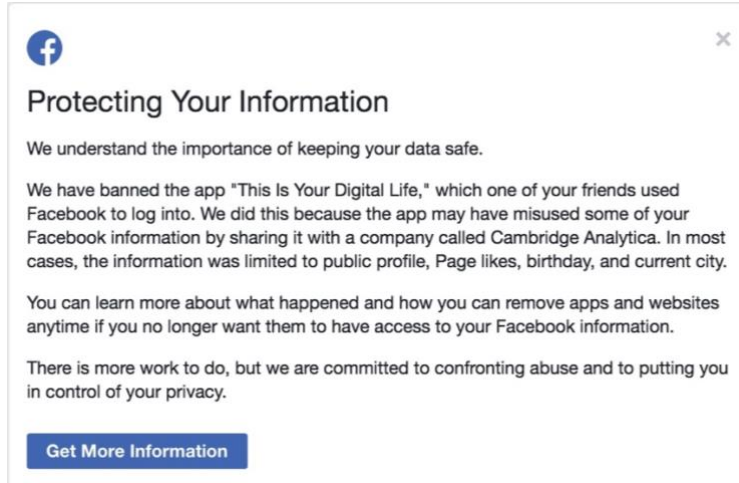 Protecting Your Information
We understand the importance of keeping your data safe.
We have banned the app "This Is Your Digital Life," which one of your friends used
Facebook to log into. We did this because the app may have misused some of your
Facebook information by sharing it with a company called Cambridge Analytica. In most
cases, the information was limited to public profile, Page likes, birthday, and current city.
You can learn more about what happened and how you can remove apps and websites
anytime if you no longer want them to have access to your Facebook information.
There is more work to do, but we are committed to confronting abuse and to putting you
in control of your privacy.
Get More Information